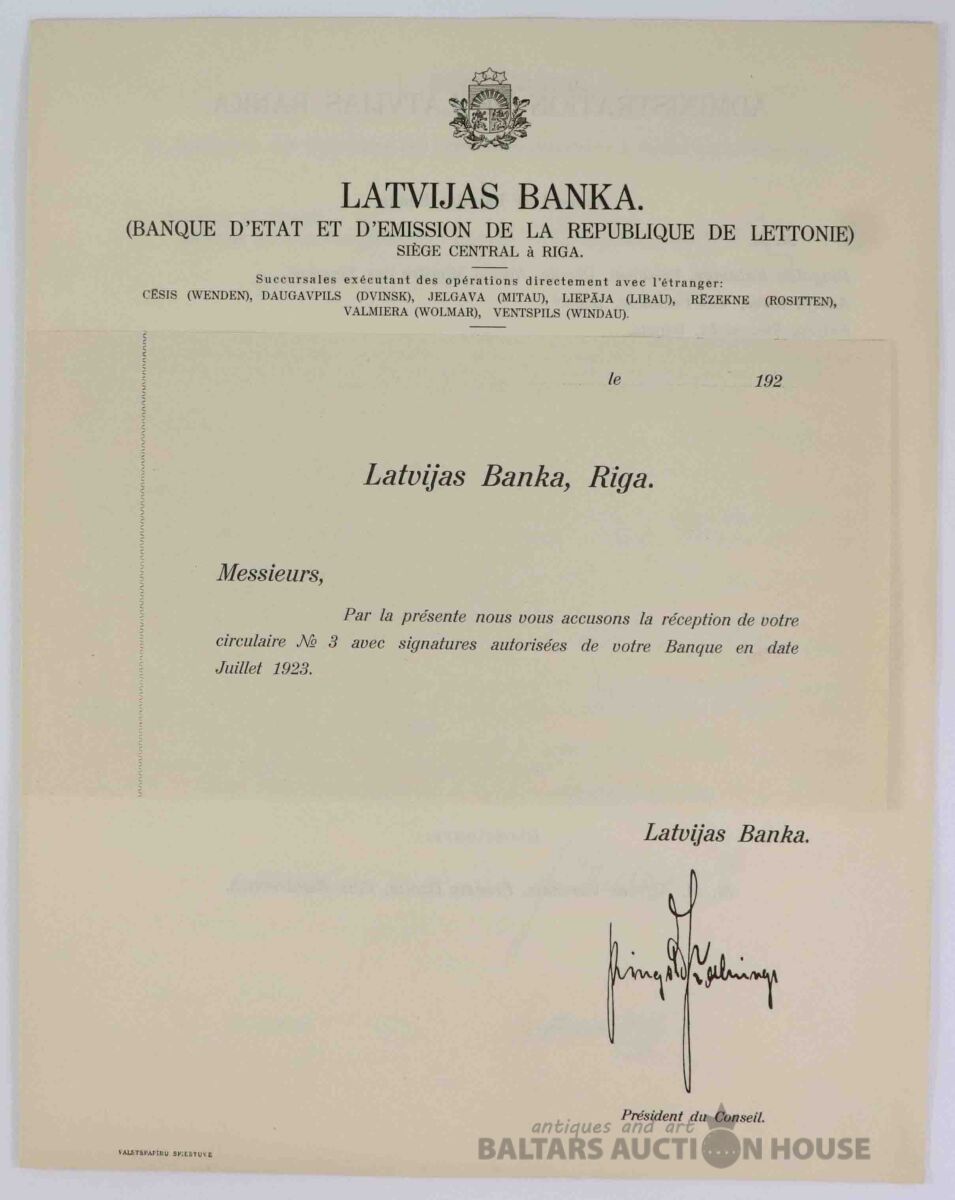 LATVIJAS BANKA.
(BANQUE D'ETAT ET D'EMISSION DE LA REPUBLIQUE DE LETTONIE)
SIÈGE CENTRAL à RIGA.
Succursales exécutant des opérations directement avec l'étranger:
CĒSIS (WENDEN), DAUGAVPILS (DVINSK), JELGAVA (MITAU), LIEPĀJA (LIBAU), RĒZEKNE (ROSITTEN),
VALMIERA (WOLMAR), VENTSPILS (WINDAU).
le 192
Latvijas Banka, Riga.
Messieurs,
Par la présente nous vous accusons la réception de votre
circulaire № 3 avec signatures autorisées de votre Banque en date
Juillet 1923.
Latvijas Banka.
Président du Conseil.
antiques and art
BALTARS AUCTION HOUSE